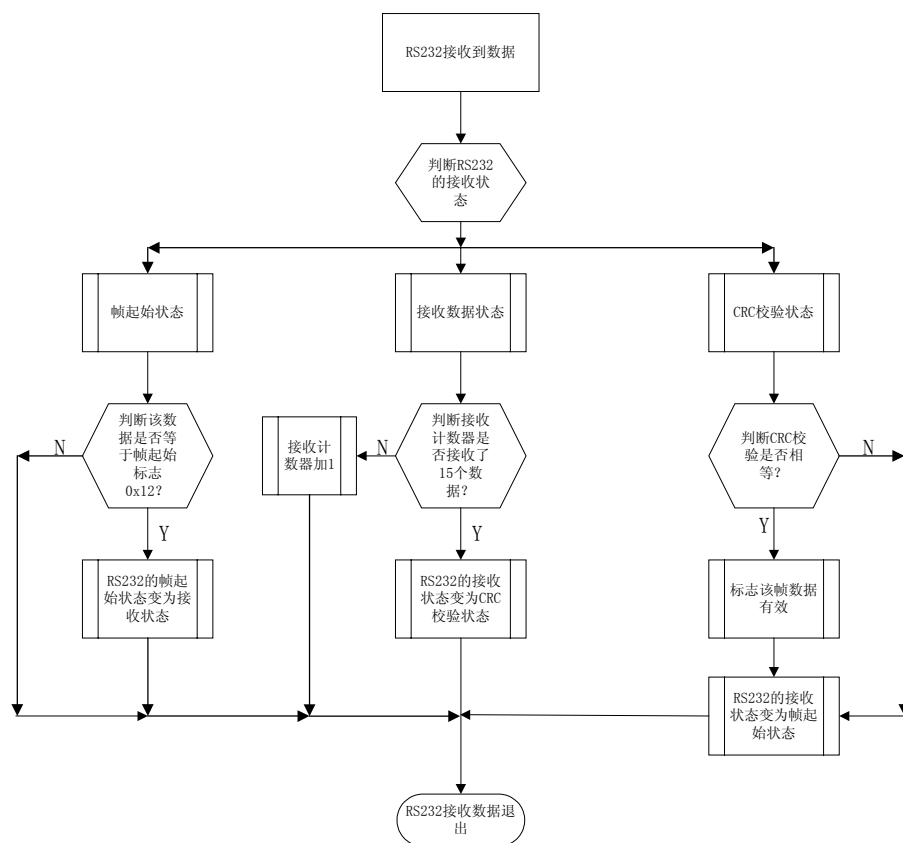 RS232接收到数据
判断RS232
的接收状
态
帧起始状态
接收数据状态
CRC校验状态
判断该数
据是否等
于帧起始
标志
0x12?
N
Y
接收计
数器加1
判断接收
计数器是
否接收了
15个数
据?
N
Y
判断CRC校
验是否相
等?
N
Y
RS232的帧起
始状态变为接
收状态
RS232的接收
状态变为CRC
校验状态
标志该帧数据
有效
RS232的接收
状态变为帧起
始状态
RS232接收数据退
出